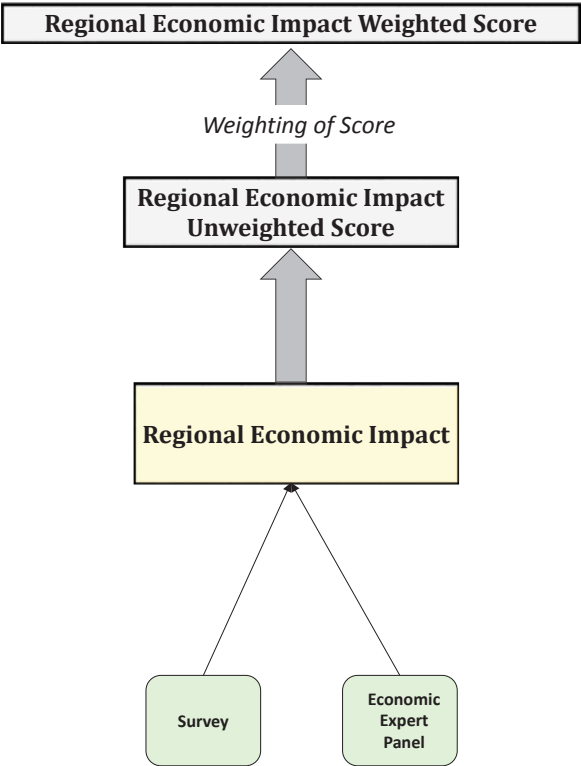 Regional Economic Impact Weighted Score
Weighting of Score
Regional Economic Impact
Unweighted Score
Regional Economic Impact
Survey
Economic
Expert
Panel